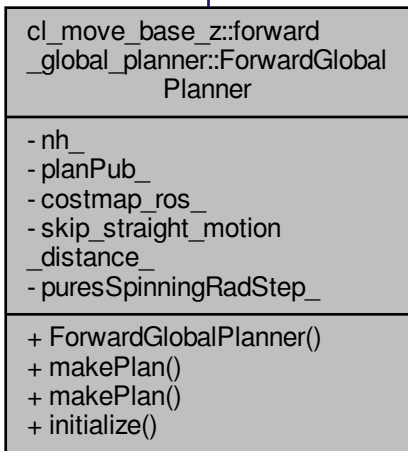 cl_move_base_z::forward
_global_planner::ForwardGlobal
Planner
- nh_
- planPub_
- costmap_ros_
- skip_straight_motion
_distance_
- puresSpinningRadStep_
+ ForwardGlobalPlanner()
+ makePlan()
+ makePlan()
+ initialize()